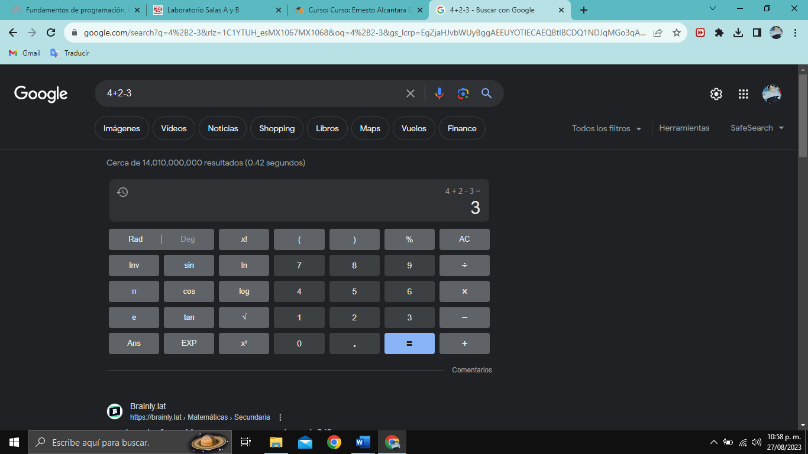 Fundamentos de programación
Laboratorio Salas A y B
Curso: Curso: Ernesto Alcantara
4+2-3 - Buscar con Google
google.com/search?q=4%2B2-3&rlz=1C1YTUH_esMX1067MX1068&oq=4%2B2-3&gs_lcrp=
Gmail
Traducir
Google
4+2-3
Imágenes
Videos
Noticias
Shopping
Libros
Maps
Vuelos
Finance
Todos los filtros
Herramientas
SafeSearch
Cerca de 14,010,000,000 resultados (0.42 segundos)
4 + 2 - 3 =
3
Rad | Deg x! ( ) % AC
Inv sin ln 7 8 9 ÷
π cos log 4 5 6 ×
e tan √ 1 2 3 −
Ans EXP xʸ 0 . = +
Comentarios
Brainly.lat
https://brainly.lat › Matemáticas › Secundaria
Escribe aquí para buscar.
10:58 p. m.
27/08/2023